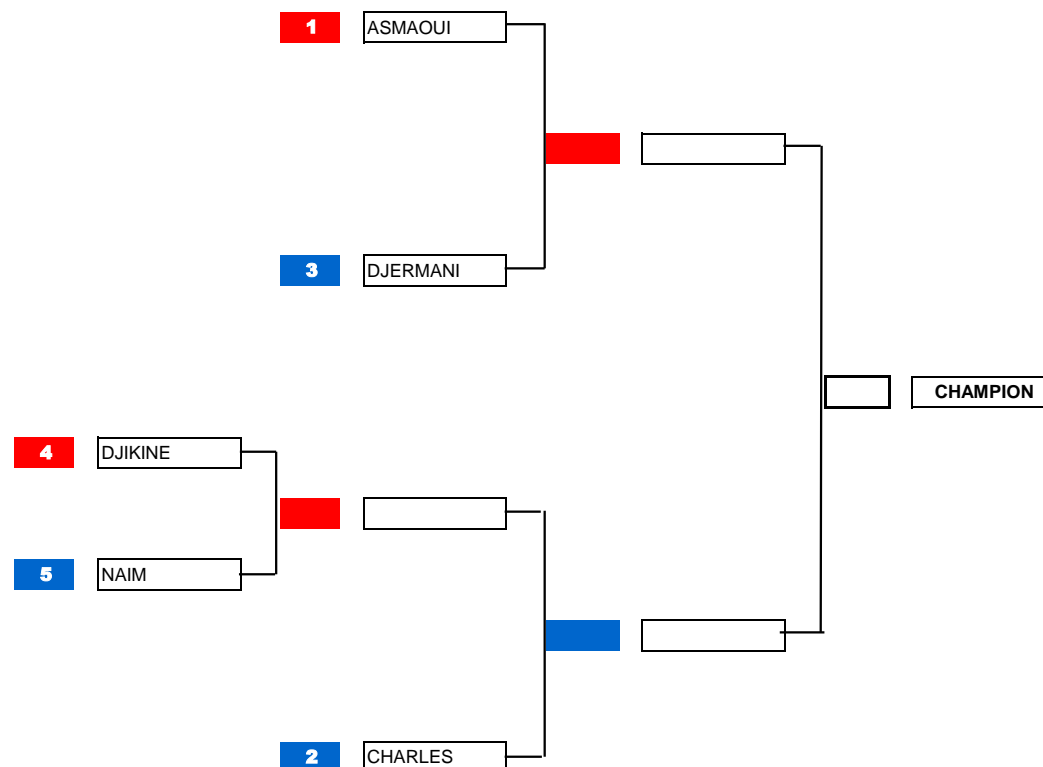 1 ASMAOUI
3 DJERMANI
CHAMPION
4 DJIKINE
5 NAIM
2 CHARLES